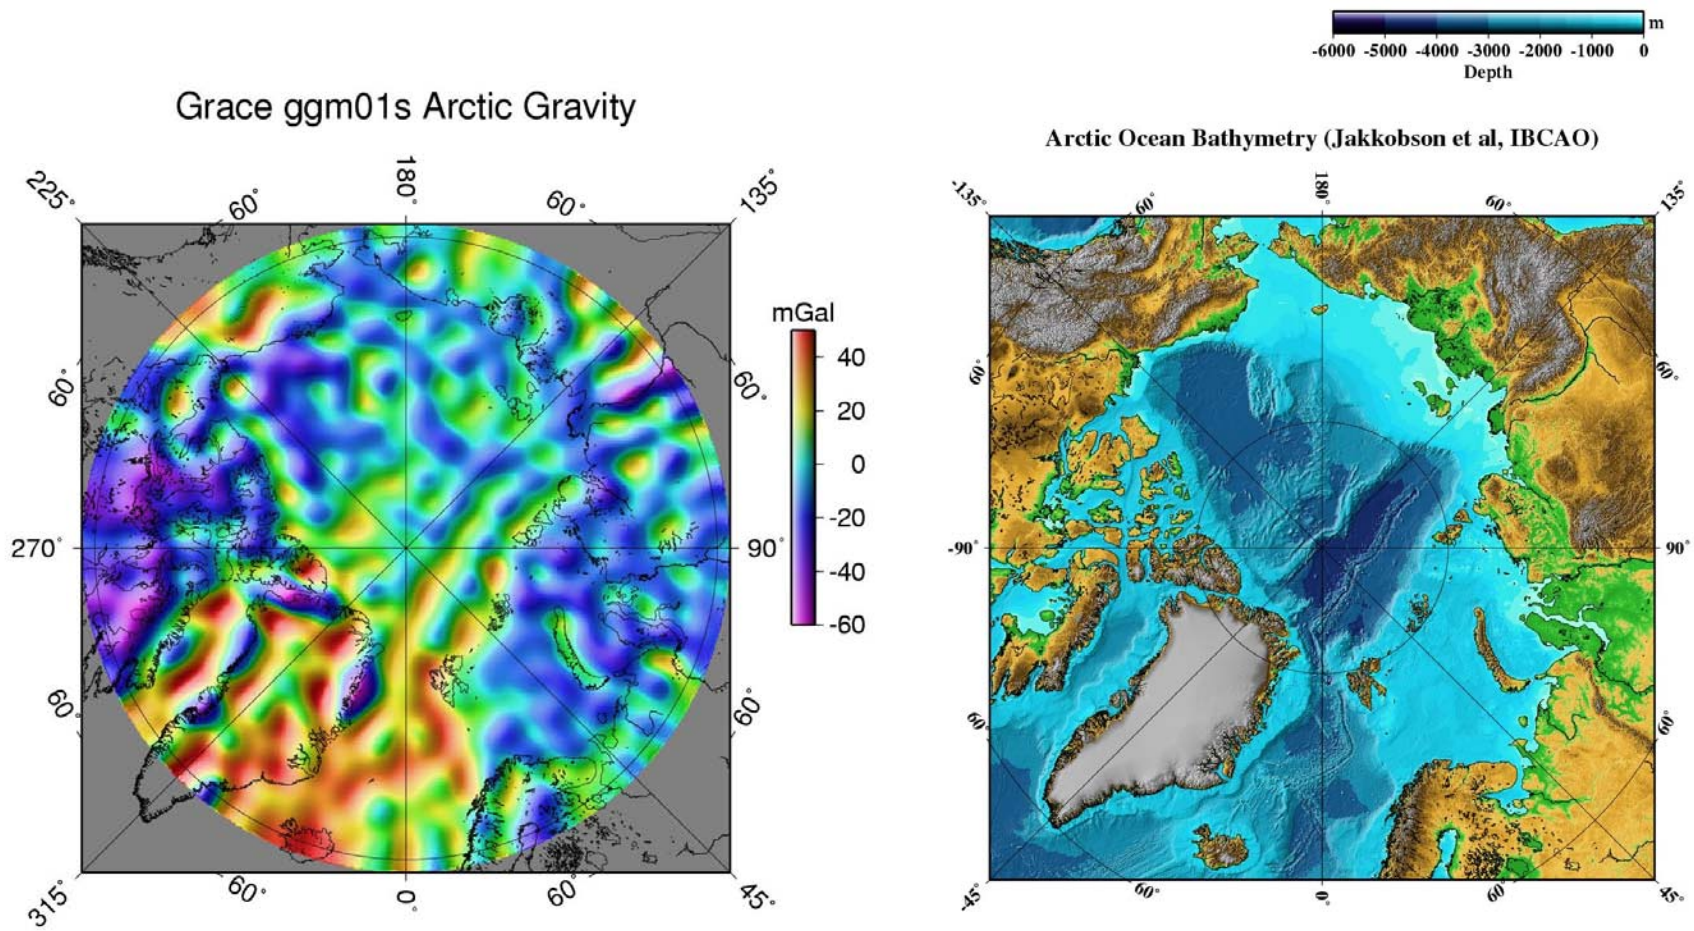 m
-6000 -5000 -4000 -3000 -2000 -1000 0
Depth
Grace ggm01s Arctic Gravity
Arctic Ocean Bathymetry (Jakkobson et al, IBCAO)
225° 60° 180° 60° 135°
-135° 60° 180° 60° 135°
mGal
40
20
0
-20
-40
-60
60° 60°
60° 60°
270° 90°
-90° 90°
60° 60°
60° 60°
315° 60° 0° 60° 45°
-45° 60° 0° 60° 45°